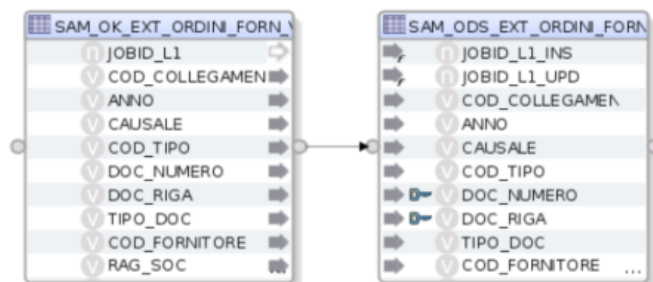 SAM_OK_EXT_ORDINI_FORN_V
JOBID_L1
COD_COLLEGAMEN
ANNO
CAUSALE
COD_TIPO
DOC_NUMERO
DOC_RIGA
TIPO_DOC
COD_FORNITORE
RAG_SOC
...
SAM_ODS_EXT_ORDINI_FORN
JOBID_L1_INS
JOBID_L1_UPD
COD_COLLEGAMEN
ANNO
CAUSALE
COD_TIPO
DOC_NUMERO
DOC_RIGA
TIPO_DOC
COD_FORNITORE ...